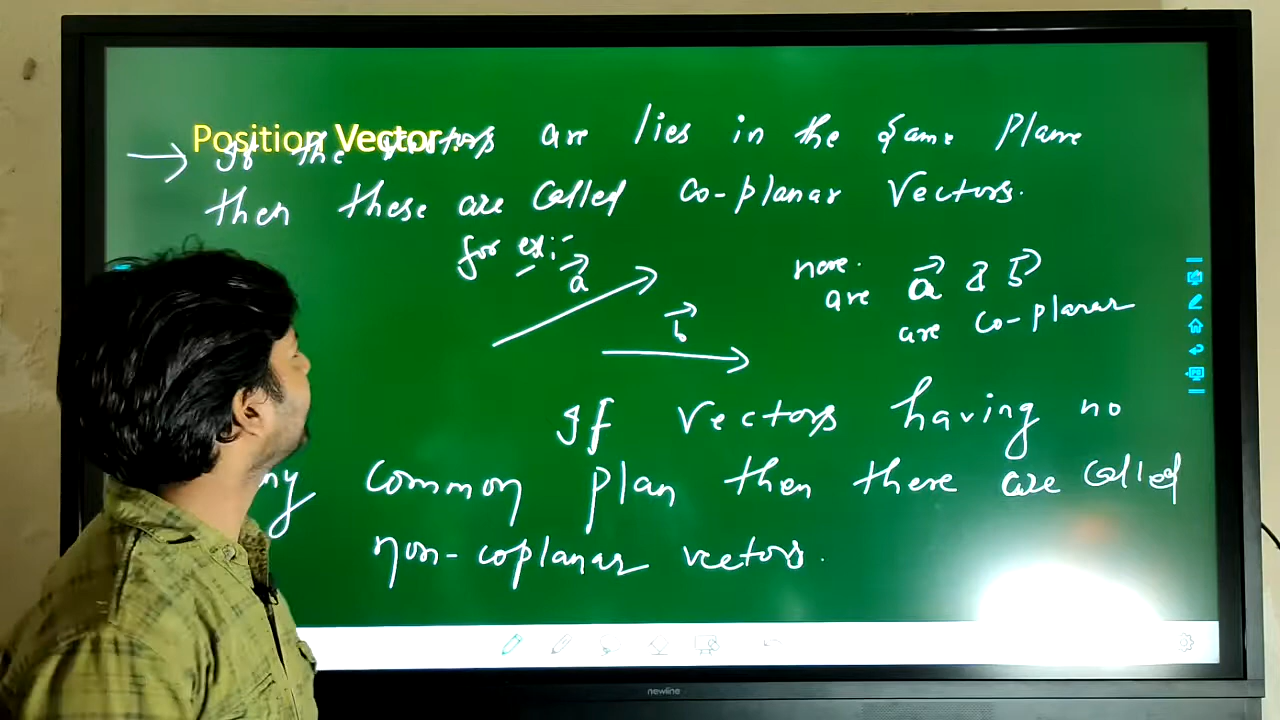 Position Vector :
→ If the vectors are lies in the same Plane
then these are called co-planar Vectors.
for ex:-
a
b
here
are a & b
are co-planar
If vectors having no
ny common plan then there are called
non-coplanar vectors.
newline